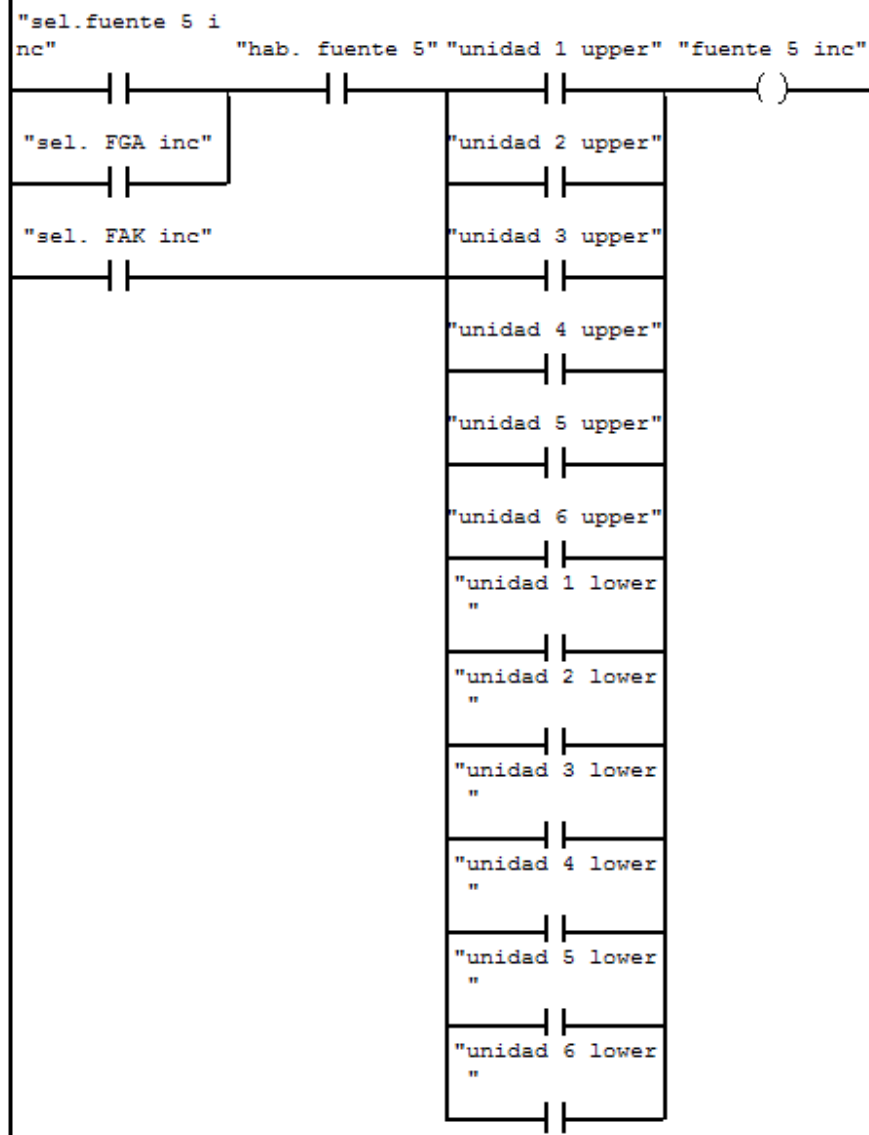 "sel.fuente 5 i
nc"
"hab. fuente 5"
"unidad 1 upper"
"fuente 5 inc"
"sel. FGA inc"
"unidad 2 upper"
"sel. FAK inc"
"unidad 3 upper"
"unidad 4 upper"
"unidad 5 upper"
"unidad 6 upper"
"unidad 1 lower
"
"unidad 2 lower
"
"unidad 3 lower
"
"unidad 4 lower
"
"unidad 5 lower
"
"unidad 6 lower
"